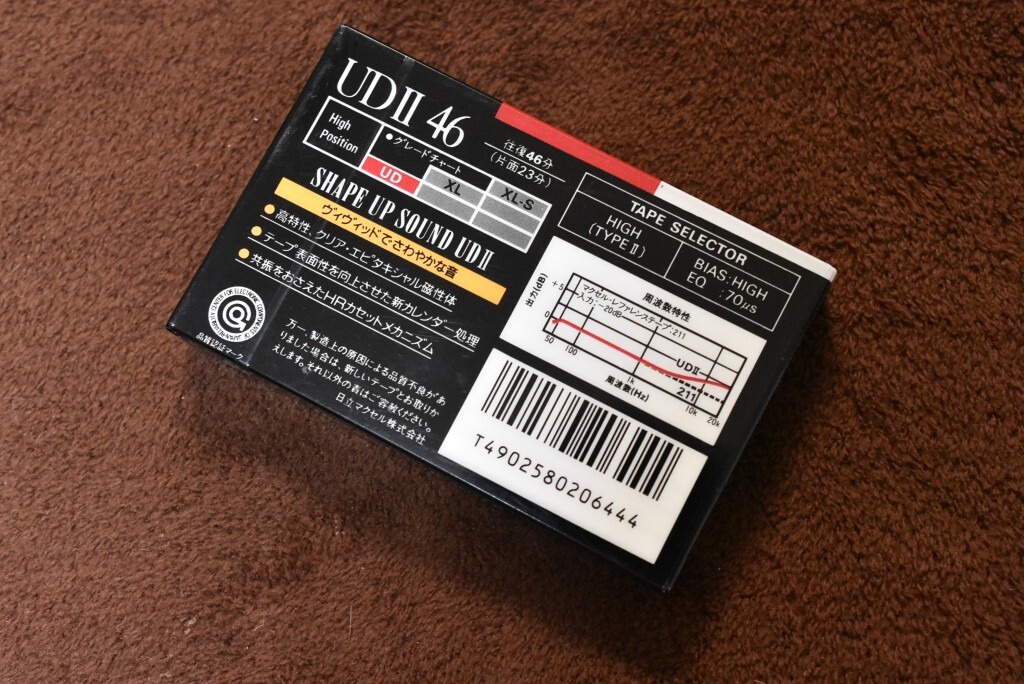 UDII 46
往復46分
(片面23分)
High
Position
●グレードチャート
UD
XL
XL-S
SHAPE UP SOUND UDII
ヴィヴィッドで・さわやかな音
●高特性、クリア・エピタキシャル磁性体
●テープ表面性を向上させた新カレンダー処理
●共振をおさえたHRカセットメカニズム
品質認証マーク
万一、製造上の原因による品質不良があ
りました場合は、新しいテープとお取りか
えします。それ以外の責はご容赦ください。
日立マクセル株式会社
TAPE SELECTOR
HIGH
(TYPE II)
BIAS:HIGH
EQ :70μs
周波数特性
マクセル・レファレンステープ:211
入力:-20dB
出力(dB)
+5
0
UDII
211
50 100 1k 10k 20k
周波数(Hz)
T4902580206444